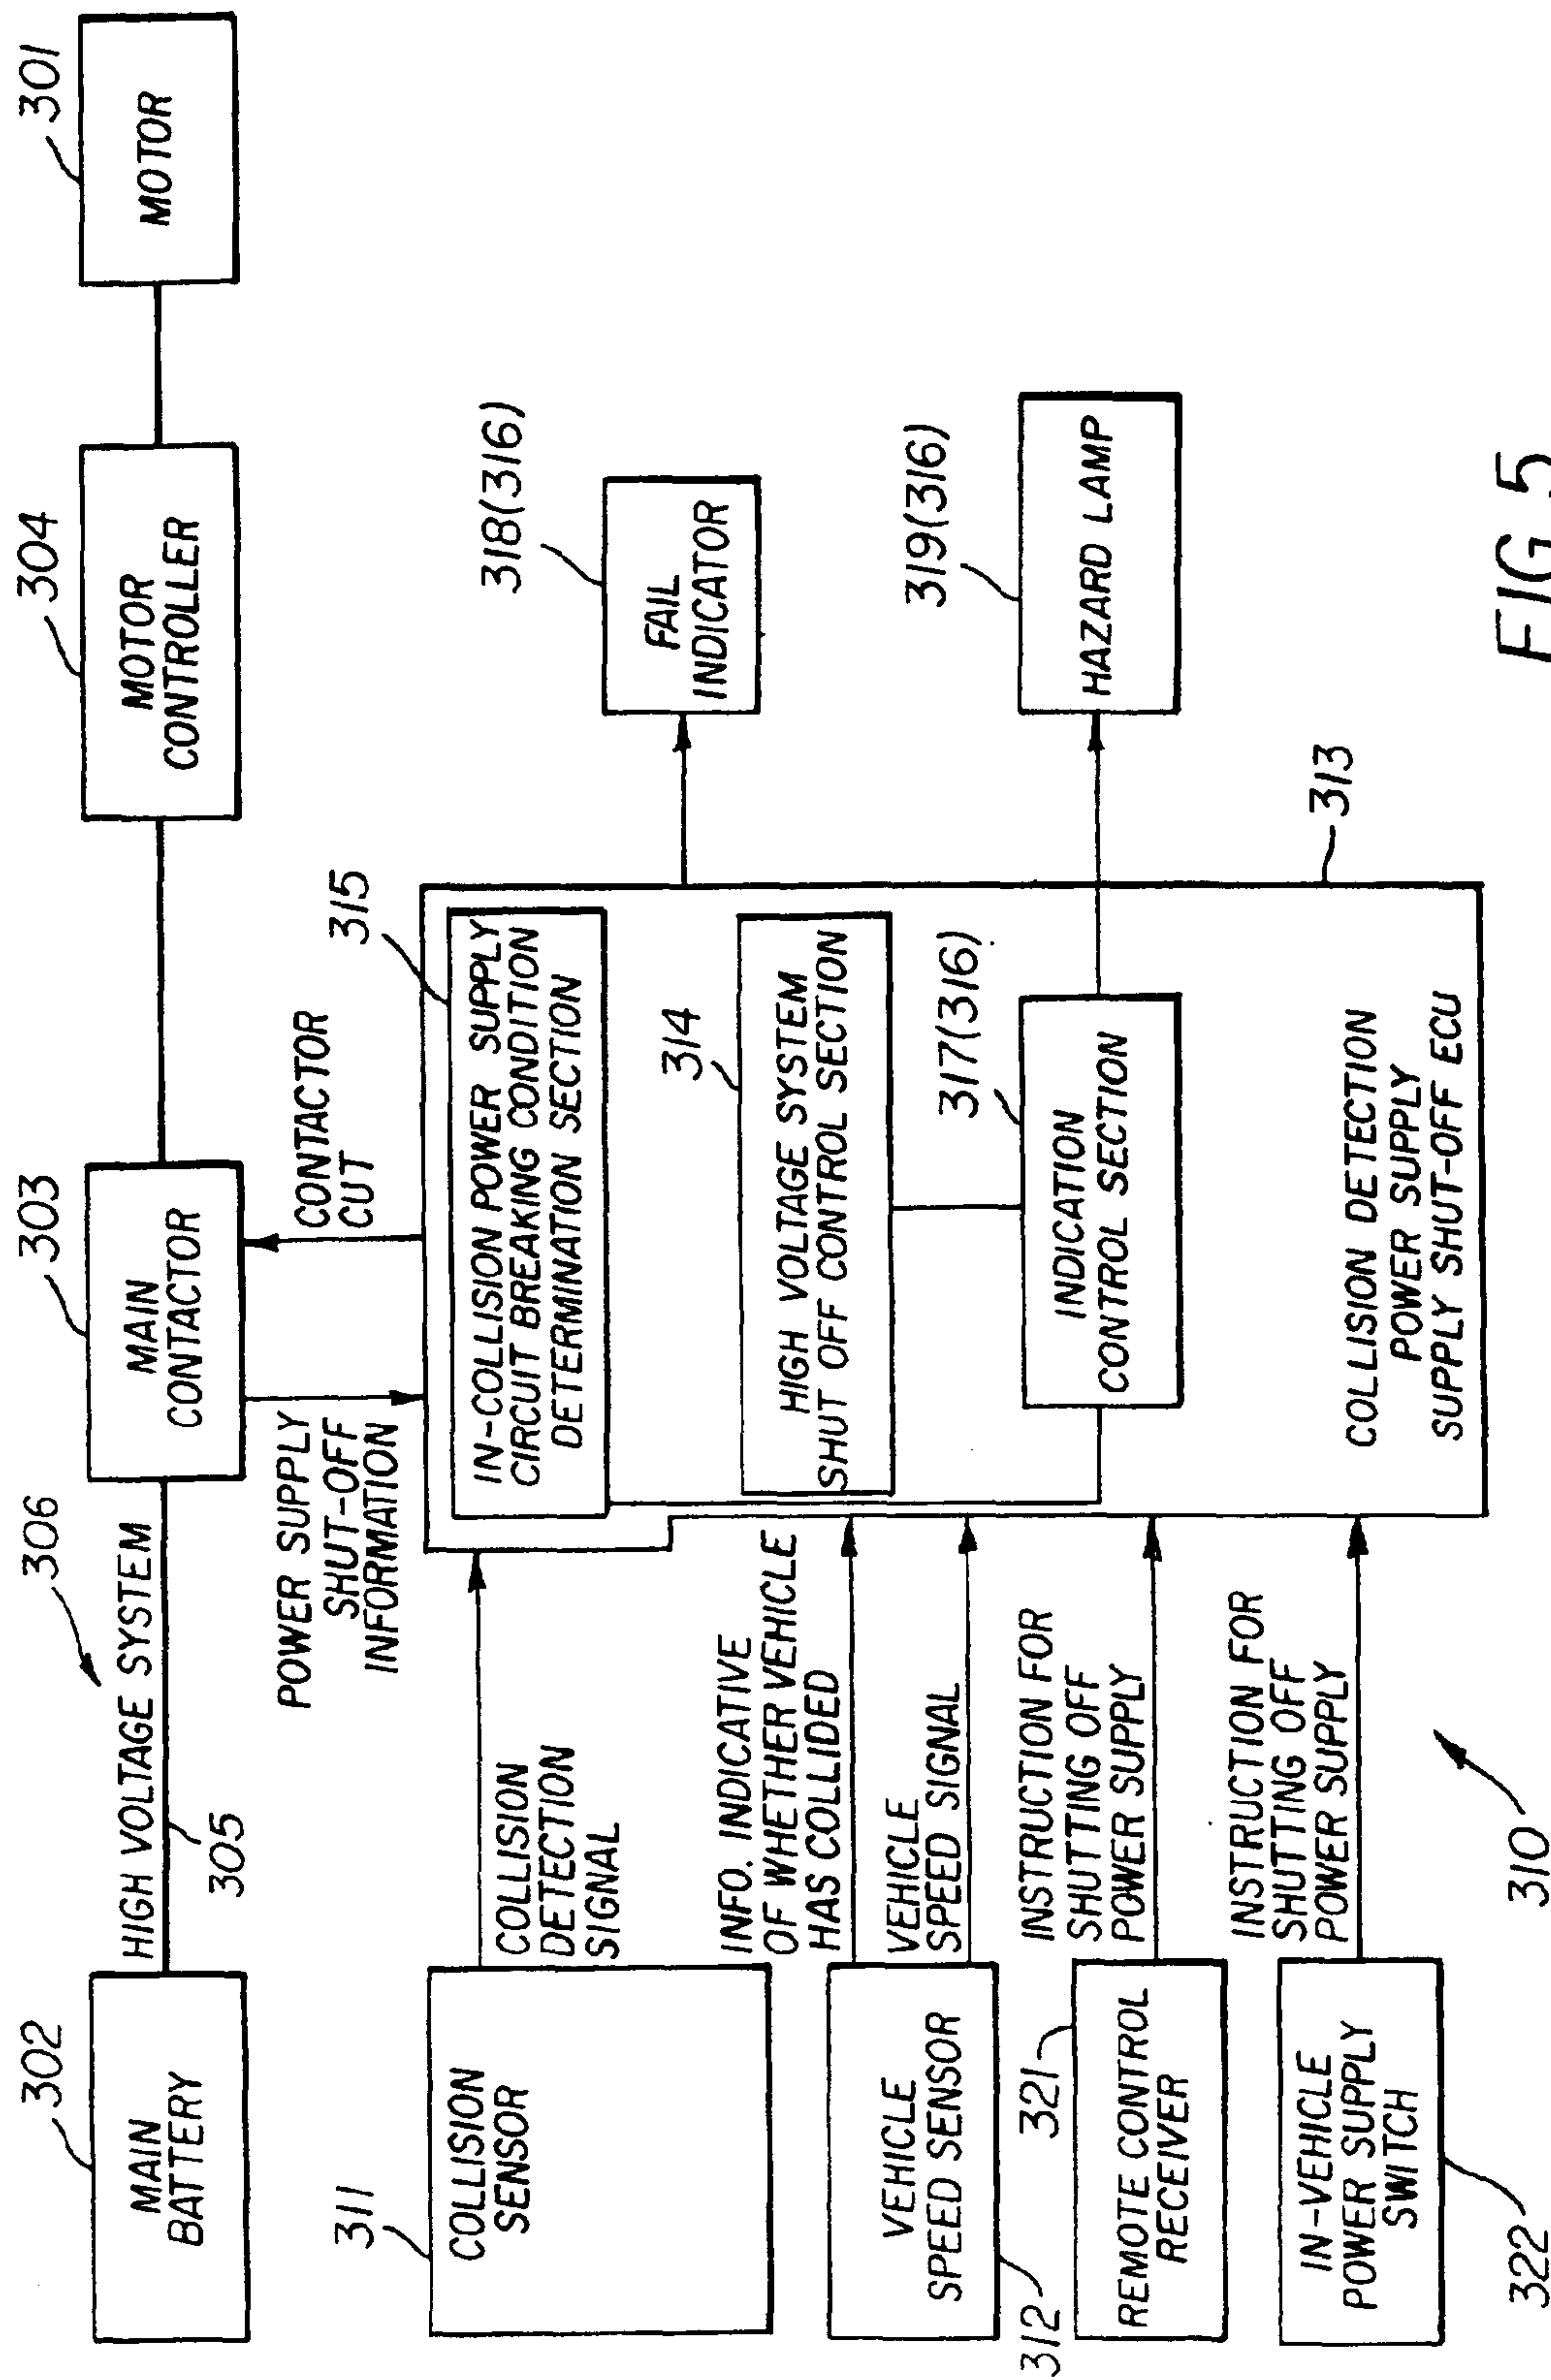 302
MAIN
BATTERY
HIGH VOLTAGE SYSTEM
306
305
303
MAIN
CONTACTOR
304
MOTOR
CONTROLLER
301
MOTOR
POWER SUPPLY
SHUT-OFF
INFORMATION
CONTACTOR
CUT
311
COLLISION
SENSOR
COLLISION
DETECTION
SIGNAL
315
IN-COLLISION POWER SUPPLY
CIRCUIT BREAKING CONDITION
DETERMINATION SECTION
318(316)
FAIL
INDICATOR
INFO. INDICATIVE
OF WHETHER VEHICLE
HAS COLLIDED
314
HIGH VOLTAGE SYSTEM
SHUT OFF CONTROL SECTION
VEHICLE
SPEED SENSOR
312
VEHICLE
SPEED SIGNAL
317(316)
INDICATION
CONTROL SECTION
319(316)
HAZARD LAMP
321
REMOTE CONTROL
RECEIVER
INSTRUCTION FOR
SHUTTING OFF
POWER SUPPLY
313
IN-VEHICLE
POWER SUPPLY
SWITCH
322
INSTRUCTION FOR
SHUTTING OFF
POWER SUPPLY
COLLISION DETECTION
POWER SUPPLY
SUPPLY SHUT-OFF ECU
310
FIG. 5